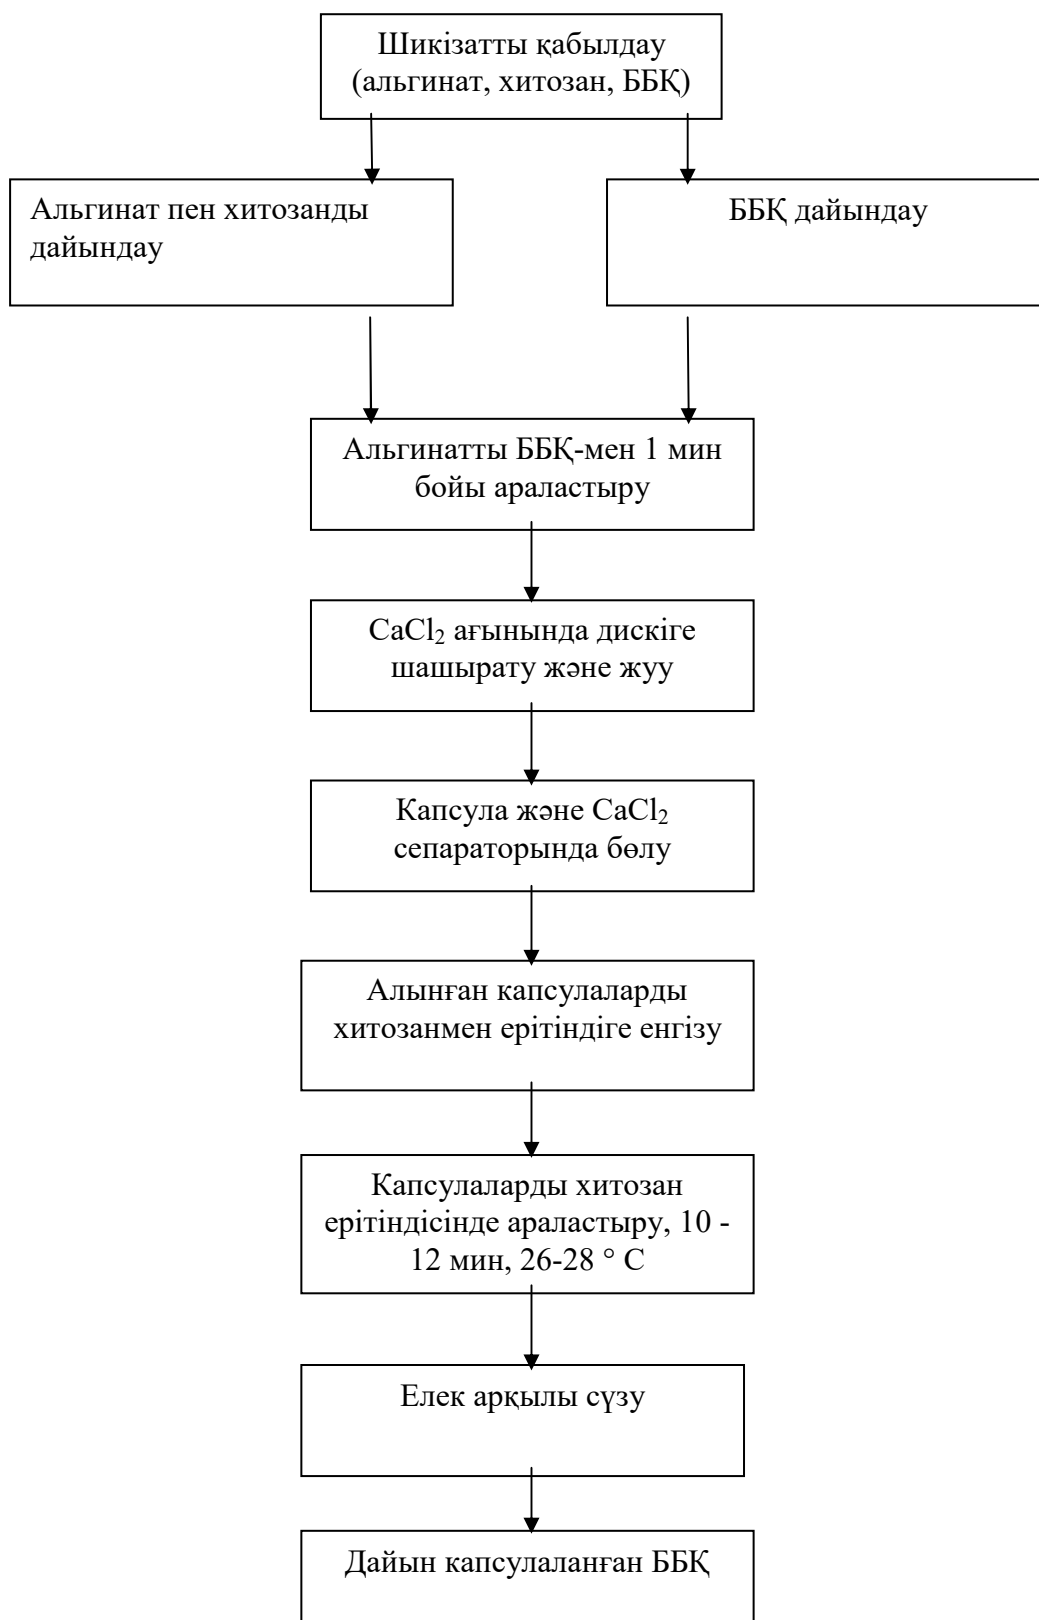 Шикізатты қабылдау
(альгинат, хитозан, ББҚ)
Альгинат пен хитозанды
дайындау
ББҚ дайындау
Альгинатты ББҚ-мен 1 мин
бойы араластыру
CaCl₂ ағынында дискіге
шашырату және жуу
Капсула және CaCl₂
сепараторында бөлу
Алынған капсулаларды
хитозанмен ерітіндіге енгізу
Капсулаларды хитозан
ерітіндісінде араластыру, 10 -
12 мин, 26-28 ° C
Елек арқылы сүзу
Дайын капсулаланған ББҚ